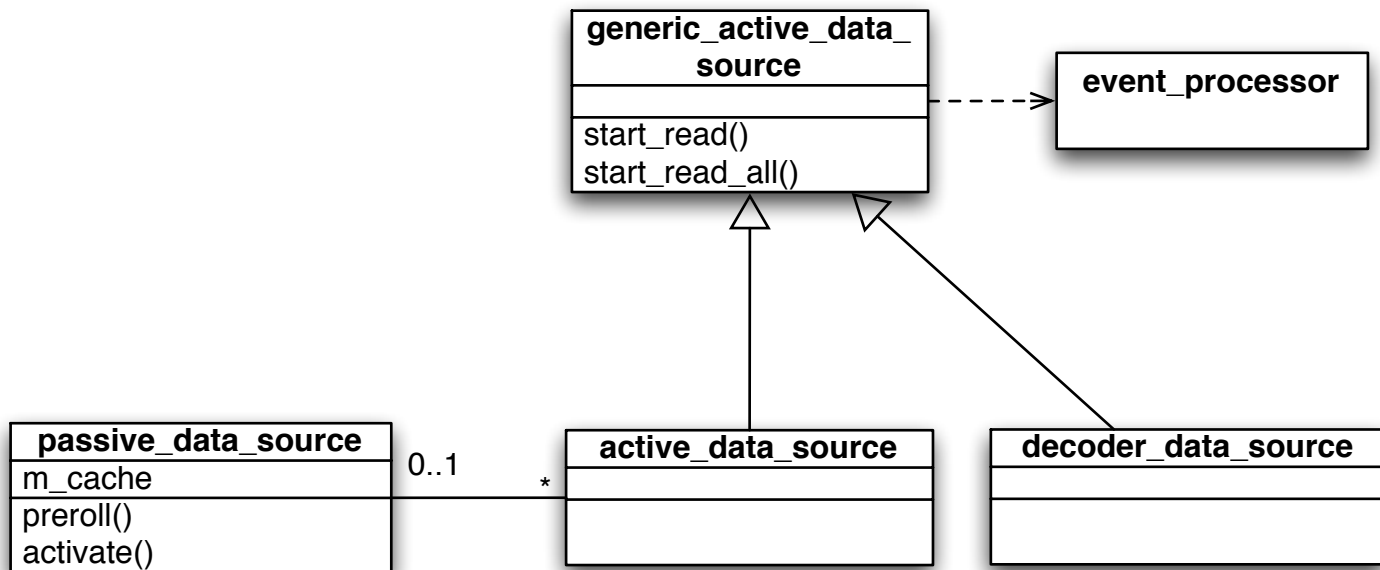 generic_active_data_
source
event_processor
start_read()
start_read_all()
passive_data_source
m_cache
preroll()
activate()
0..1
*
active_data_source
decoder_data_source